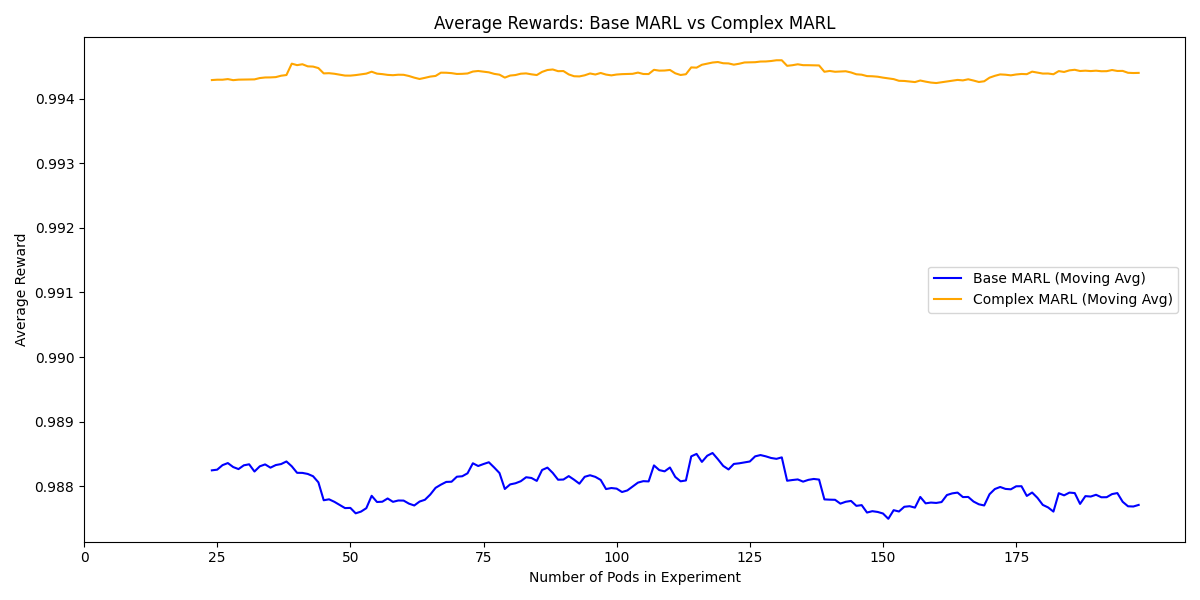 Average Rewards: Base MARL vs Complex MARL
0.994
0.993
0.992
0.991
0.990
0.989
0.988
Average Reward
Base MARL (Moving Avg)
Complex MARL (Moving Avg)
0 25 50 75 100 125 150 175
Number of Pods in Experiment